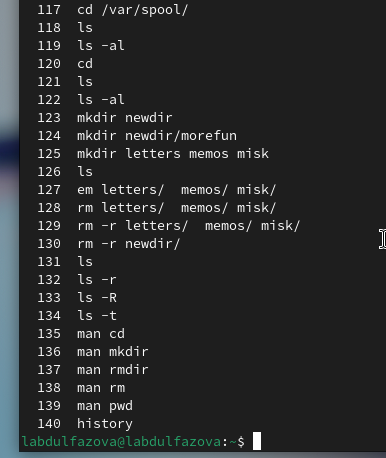 117 cd /var/spool/
118 ls
119 ls -al
120 cd
121 ls
122 ls -al
123 mkdir newdir
124 mkdir newdir/morefun
125 mkdir letters memos misk
126 ls
127 em letters/  memos/ misk/
128 rm letters/  memos/ misk/
129 rm -r letters/  memos/ misk/
130 rm -r newdir/
131 ls
132 ls -r
133 ls -R
134 ls -t
135 man cd
136 man mkdir
137 man rmdir
138 man rm
139 man pwd
140 history
labdulfazova@labdulfazova:~$